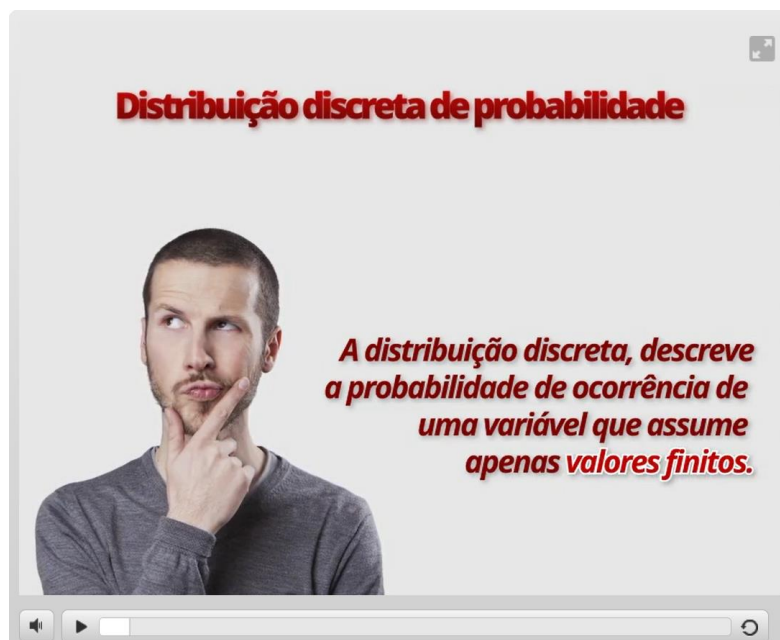 Distribuição discreta de probabilidade
A distribuição discreta, descreve
a probabilidade de ocorrência de
uma variável que assume
apenas valores finitos.